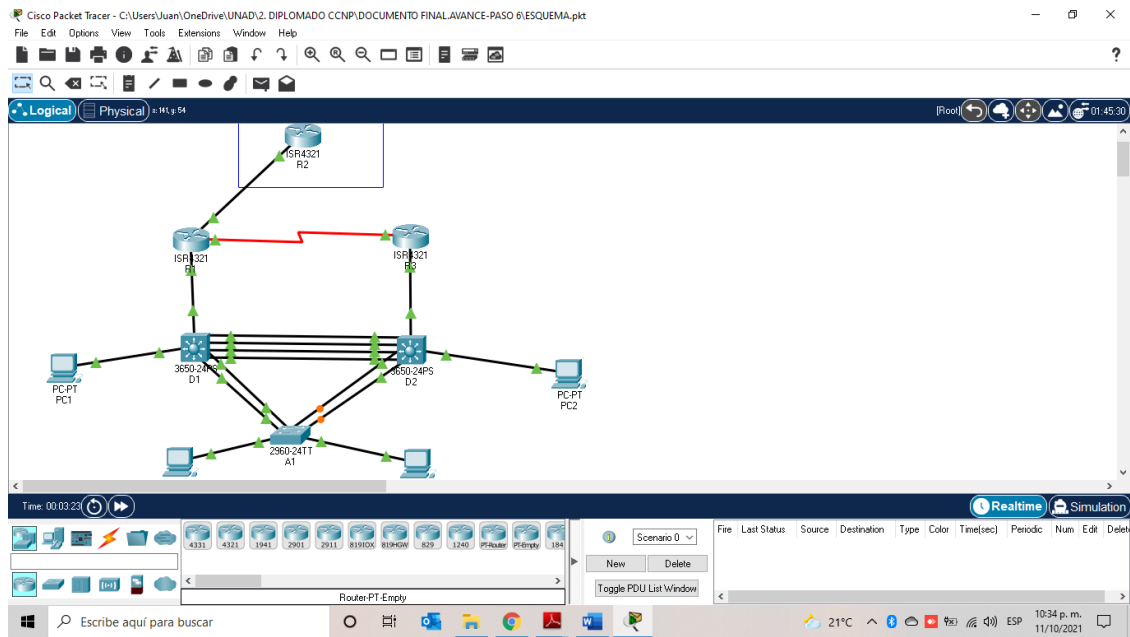 Cisco Packet Tracer - C:\Users\Juan\OneDrive\UNAD\2. DIPLOMADO CCNP\DOCUMENTO FINAL.AVANCE-PASO 6\ESQUEMA.pkt
File Edit Options View Tools Extensions Window Help
?
Logical Physical x: 141, y: 54 [Root] 01:45:30
ISR4321
R2
ISR4321
R1
ISR4321
R3
3650-24PS
D1
3650-24PS
D2
PC-PT
PC1
PC-PT
PC2
2960-24TT
A1
Time: 00:03:23 Realtime Simulation
4331 4321 1941 2901 2911 819IOX 819HGW 829 1240 PT-Router PT-Empty 184
Router-PT-Empty
Scenario 0
New Delete
Toggle PDU List Window
Fire Last Status Source Destination Type Color Time(sec) Periodic Num Edit Delet
Escribe aquí para buscar
21°C ESP 10:34 p. m.
11/10/2021